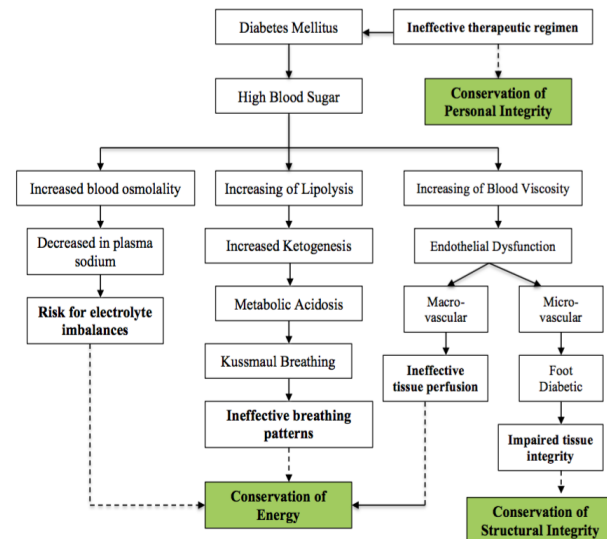 Diabetes Mellitus
Ineffective therapeutic regimen
High Blood Sugar
Conservation of
Personal Integrity
Increased blood osmolality
Increasing of Lipolysis
Increasing of Blood Viscosity
Decreased in plasma
sodium
Increased Ketogenesis
Endothelial Dysfunction
Risk for electrolyte
imbalances
Metabolic Acidosis
Macro-
vascular
Micro-
vascular
Kussmaul Breathing
Ineffective
tissue perfusion
Foot
Diabetic
Ineffective breathing
patterns
Impaired tissue
integrity
Conservation of
Energy
Conservation of
Structural Integrity